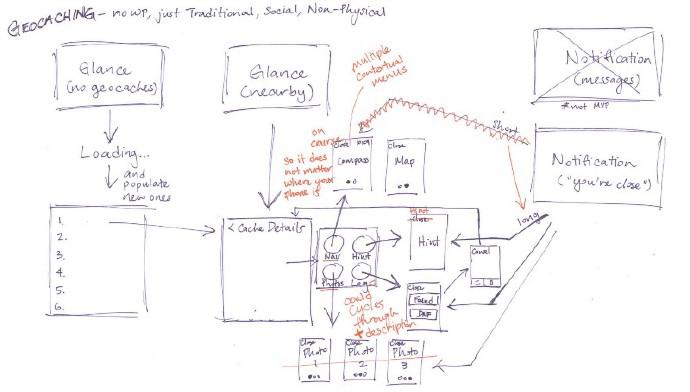 GEOCACHING - no WP, just Traditional, Social, Non-Physical
Glance
(no geocaches)
Glance
(nearby)
multiple
contextual
menus
Notification
(messages)
*not MVP
Loading...
and
populate
new ones
on
course
so it does
not matter
where your
phone is
Close
Compass
Close
Map
short
Notification
("you're close")
1.
2.
3.
4.
5.
6.
< Cache Details
Nav
Hint
Photos
Log
Hint
long
Cancel
Close
Found
DNF
could
cycles
through
+ description
Close
Photo
1
Close
Photo
2
Close
Photo
3